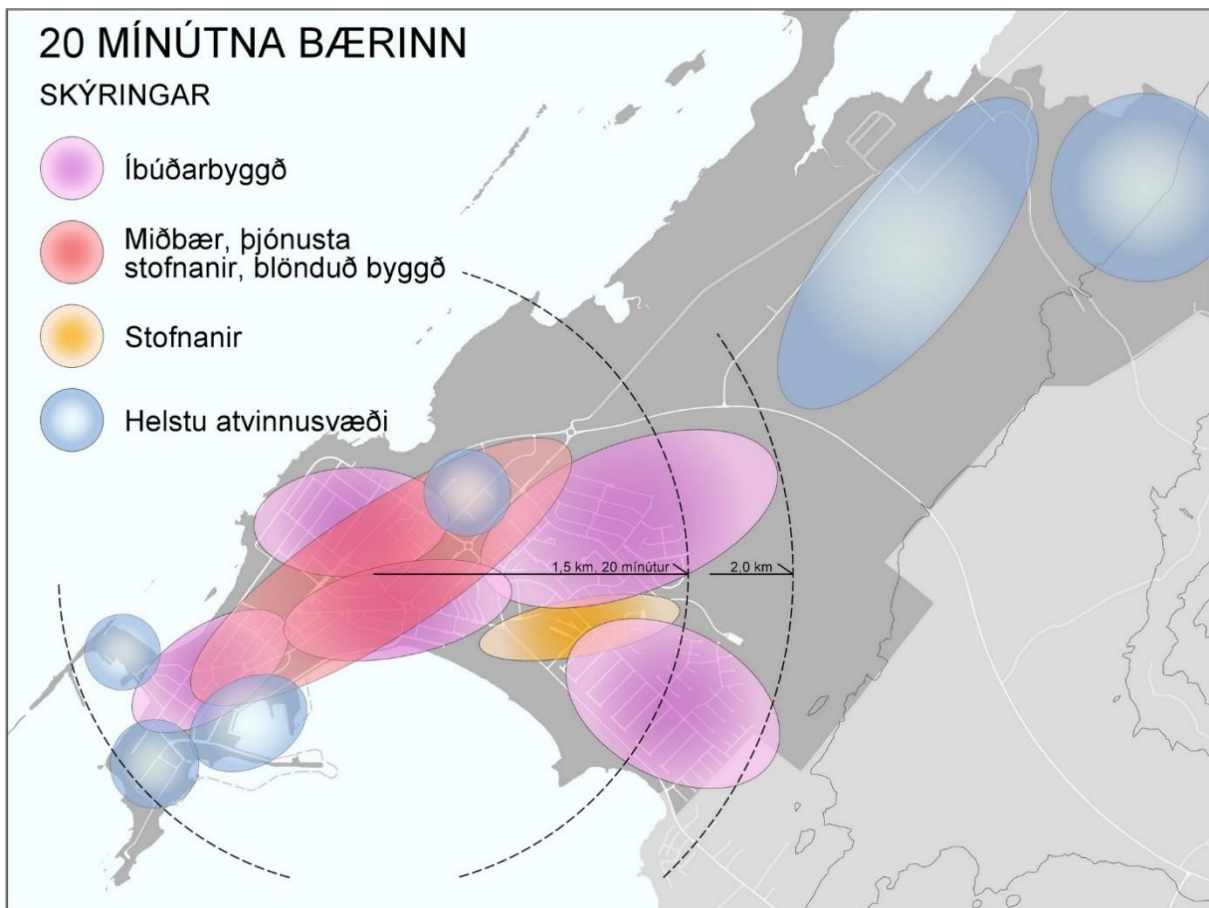 20 MÍNÚTNA BÆRINN
SKÝRINGAR
Íbúðarbyggð
Miðbær, þjónusta
stofnanir, blönduð byggð
Stofnanir
Helstu atvinnusvæði
1,5 km, 20 mínútur
2,0 km